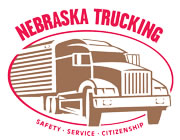 NEBRASKA TRUCKING
SAFETY · SERVICE · CITIZENSHIP